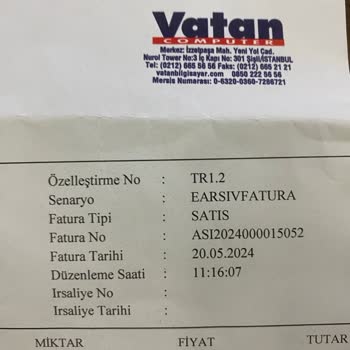 Vatan
COMPUTER
Merkez: İzzetpaşa Mah. Yeni Yol Cad.
Nurol Tower No:3 İç Kapı No: 301 Şişli/İSTANBUL
Tel: (0212) 665 56 56 Faks: (0212) 665 21 21
vatanbilgisayar.com 0850 222 56 56
Mersis Numarası: 0-6320-0360-7286721
Özelleştirme No : TR1.2
Senaryo : EARSIVFATURA
Fatura Tipi : SATIS
Fatura No : ASI2024000015052
Fatura Tarihi : 20.05.2024
Düzenleme Saati : 11:16:07
Irsaliye No :
Irsaliye Tarihi :
MİKTAR FİYAT TUTAR